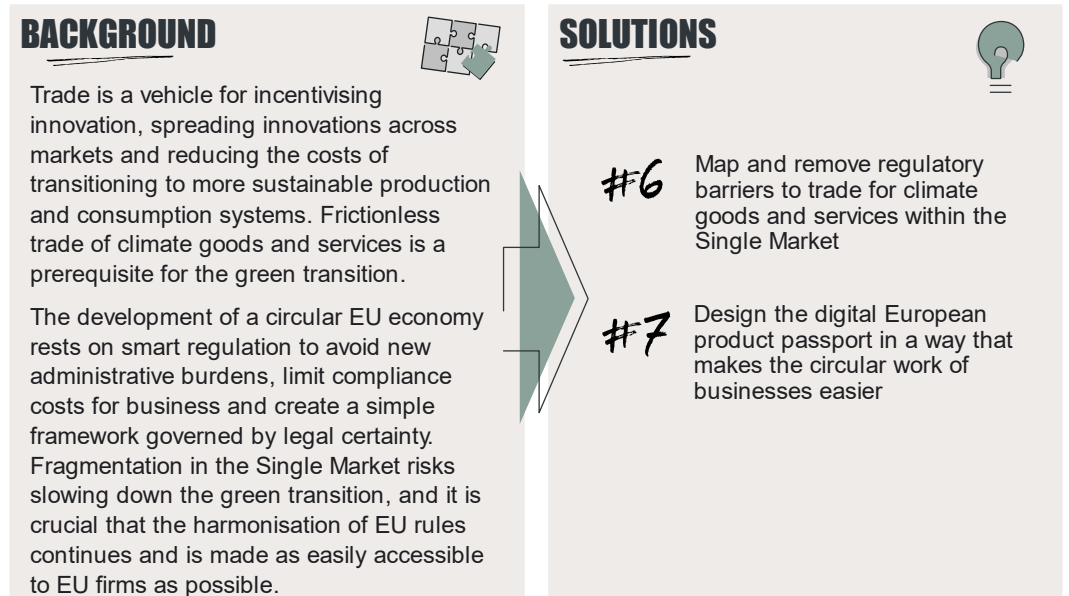 BACKGROUND
Trade is a vehicle for incentivising
innovation, spreading innovations across
markets and reducing the costs of
transitioning to more sustainable production
and consumption systems. Frictionless
trade of climate goods and services is a
prerequisite for the green transition.
The development of a circular EU economy
rests on smart regulation to avoid new
administrative burdens, limit compliance
costs for business and create a simple
framework governed by legal certainty.
Fragmentation in the Single Market risks
slowing down the green transition, and it is
crucial that the harmonisation of EU rules
continues and is made as easily accessible
to EU firms as possible.
SOLUTIONS
#6
Map and remove regulatory
barriers to trade for climate
goods and services within the
Single Market
#7
Design the digital European
product passport in a way that
makes the circular work of
businesses easier